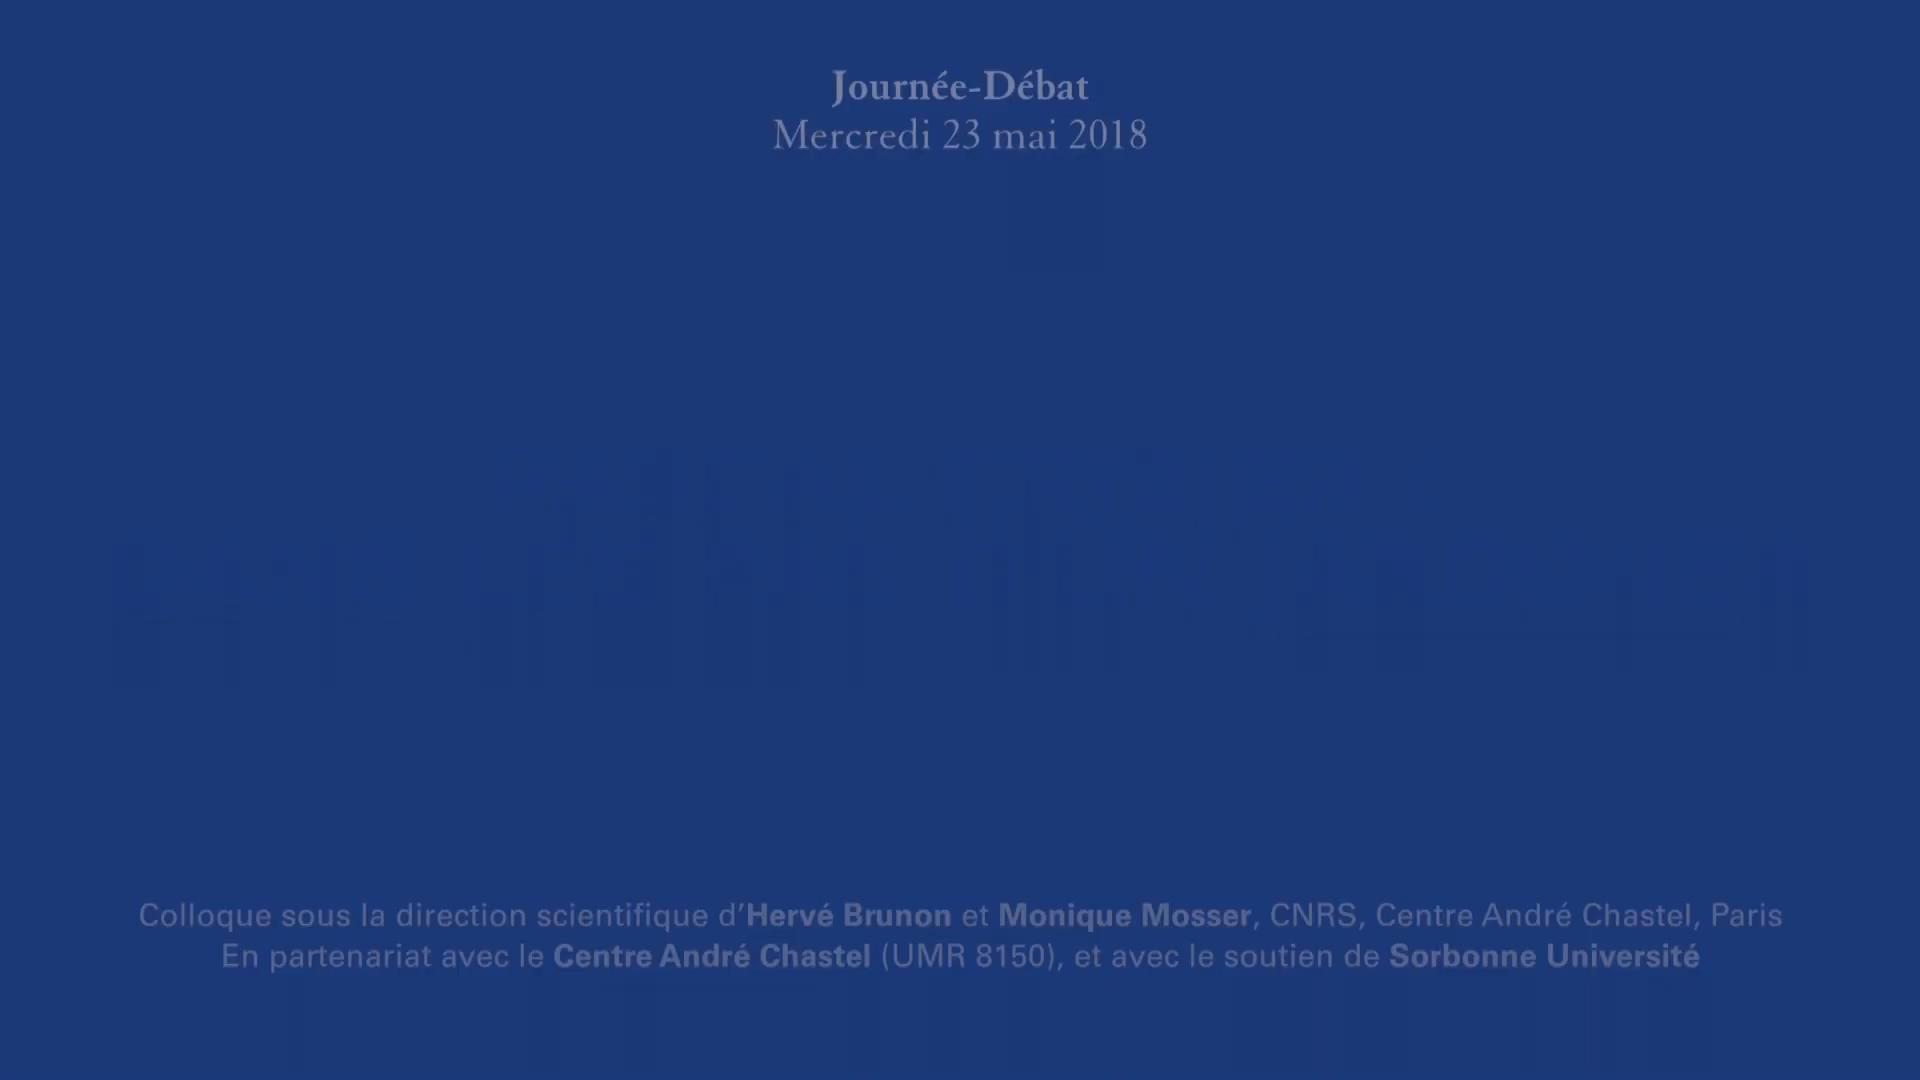 Journée-Débat
Mercredi 23 mai 2018
Colloque sous la direction scientifique d’Hervé Brunon et Monique Mosser, CNRS, Centre André Chastel, Paris
En partenariat avec le Centre André Chastel (UMR 8150), et avec le soutien de Sorbonne Université